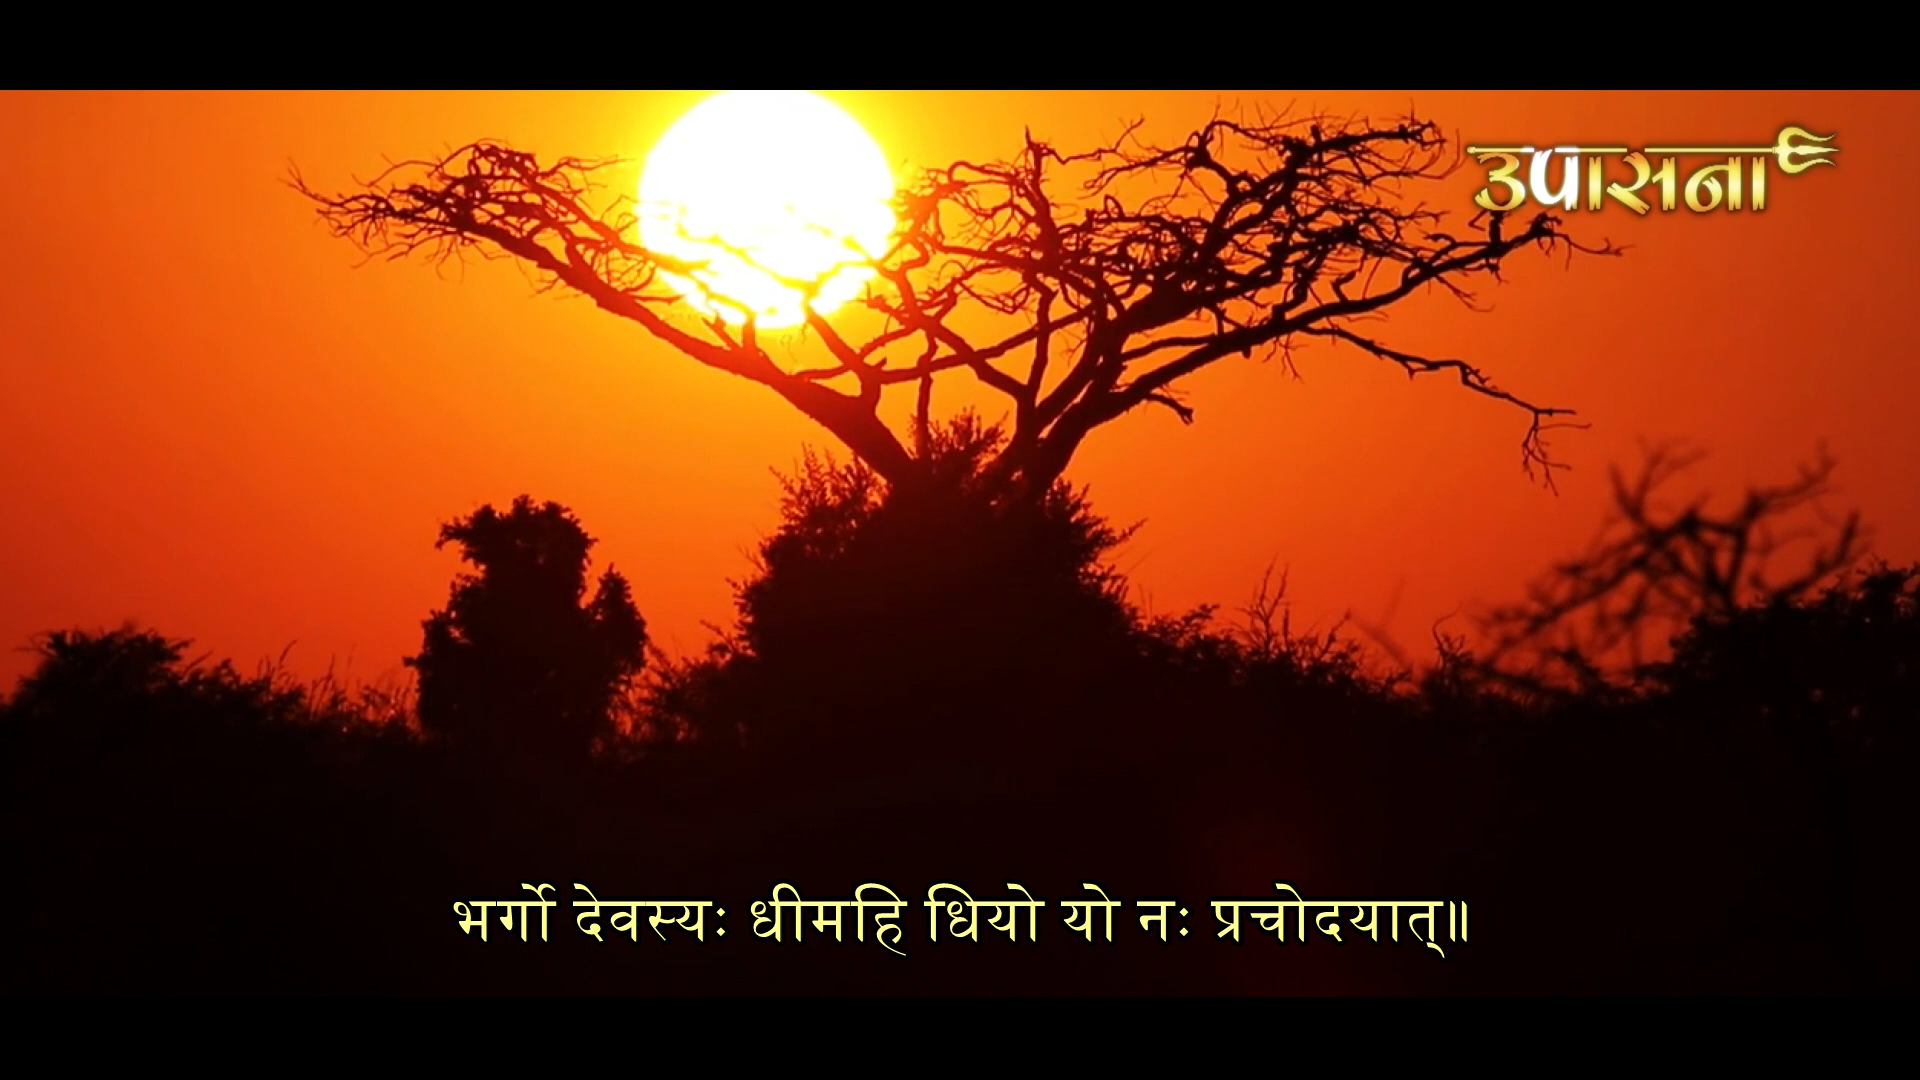 उपासना
भर्गो देवस्यः धीमहि धियो यो नः प्रचोदयात्॥